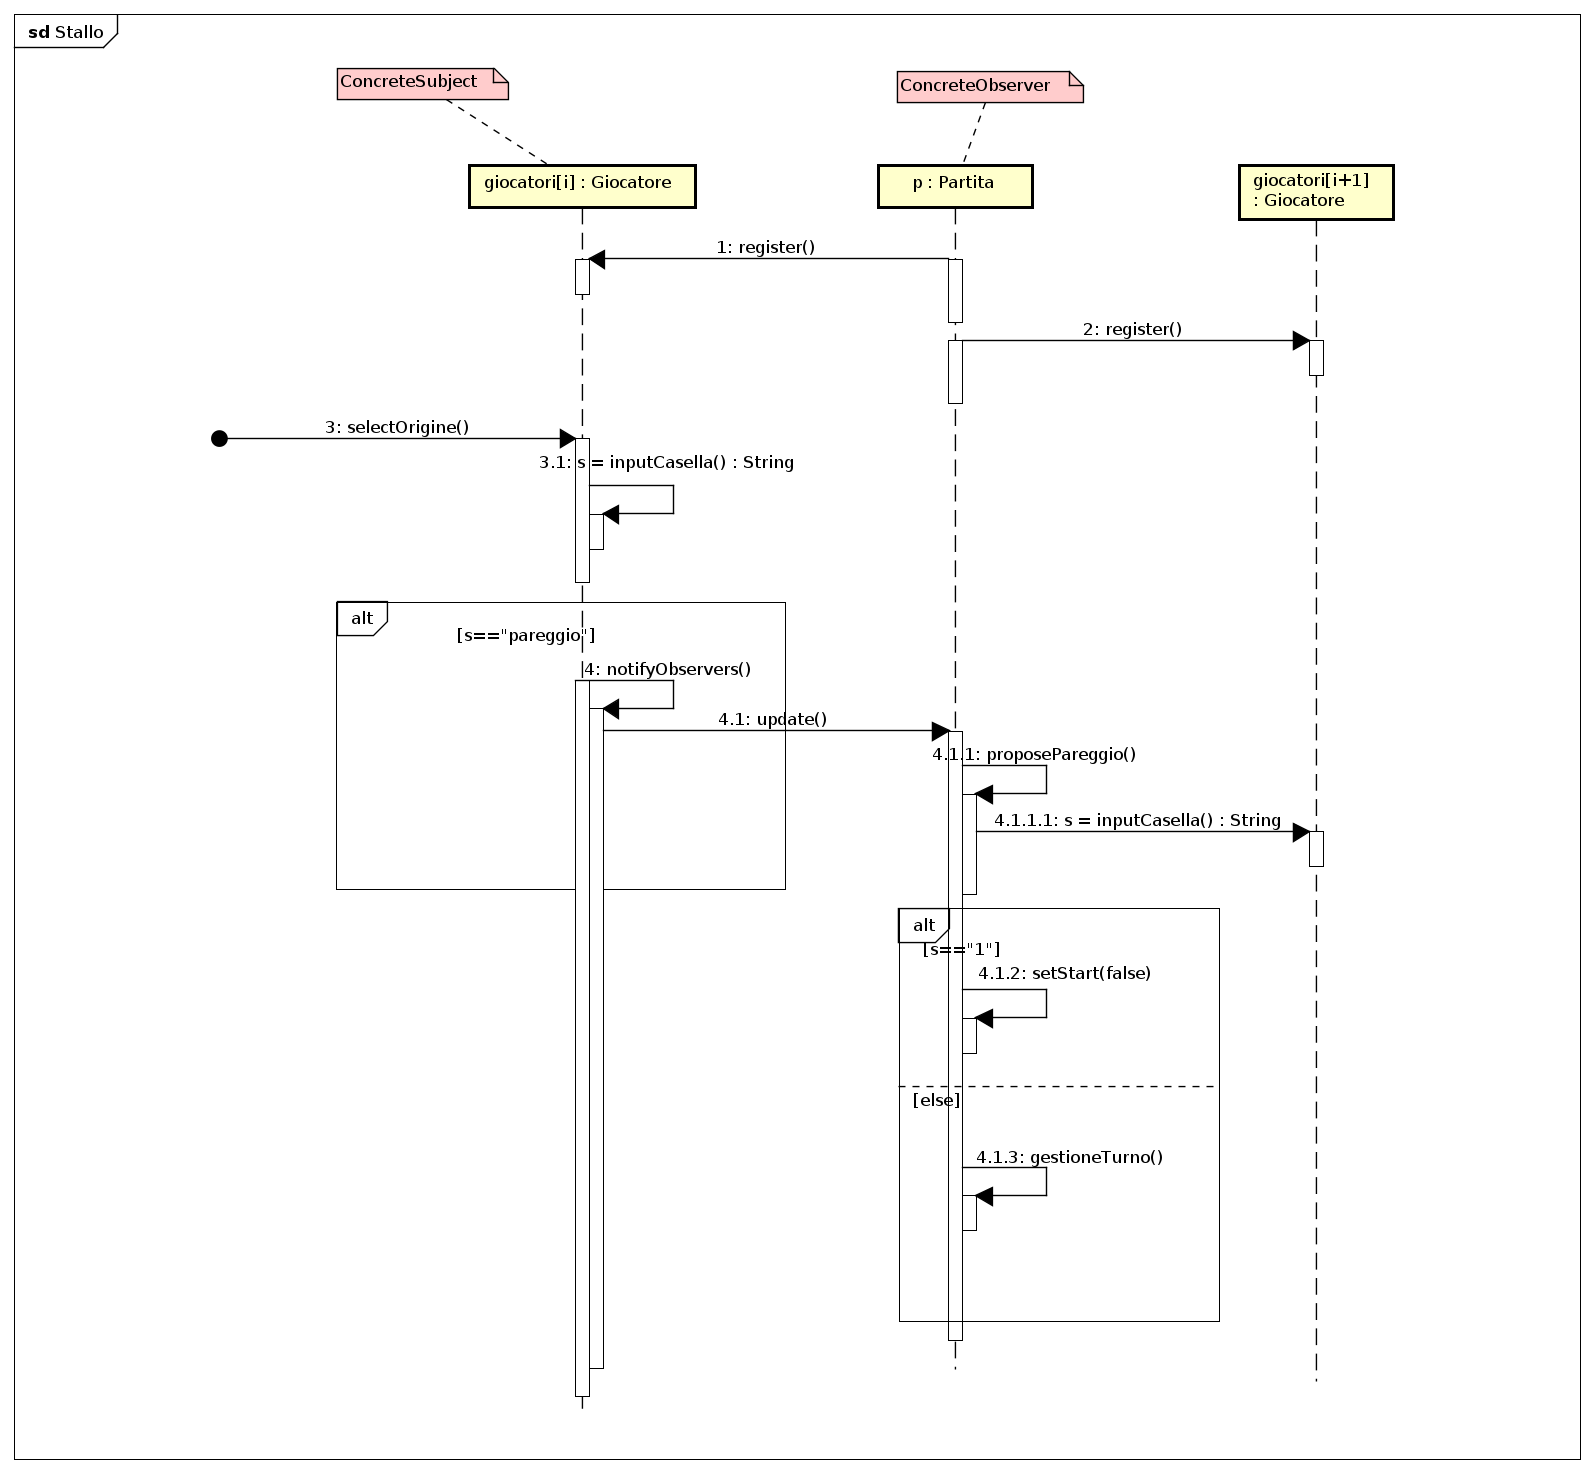 sd Stallo
ConcreteSubject
ConcreteObserver
giocatori[i] : Giocatore
p : Partita
giocatori[i+1]
: Giocatore
1: register()
2: register()
3: selectOrigine()
3.1: s = inputCasella() : String
alt
[s=="pareggio"]
4: notifyObservers()
4.1: update()
4.1.1: proposePareggio()
4.1.1.1: s = inputCasella() : String
alt
[s=="1"]
4.1.2: setStart(false)
[else]
4.1.3: gestioneTurno()